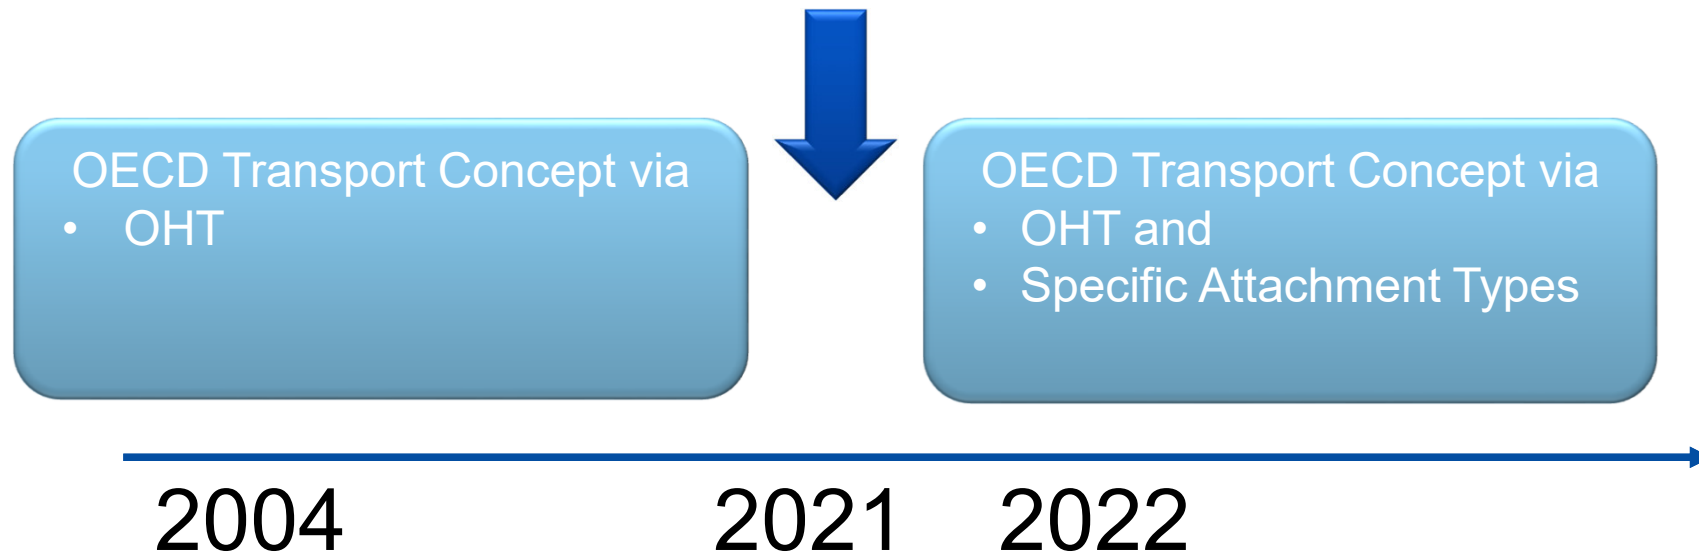 OECD Transport Concept via
• OHT
OECD Transport Concept via
• OHT and
• Specific Attachment Types
2004 2021 2022